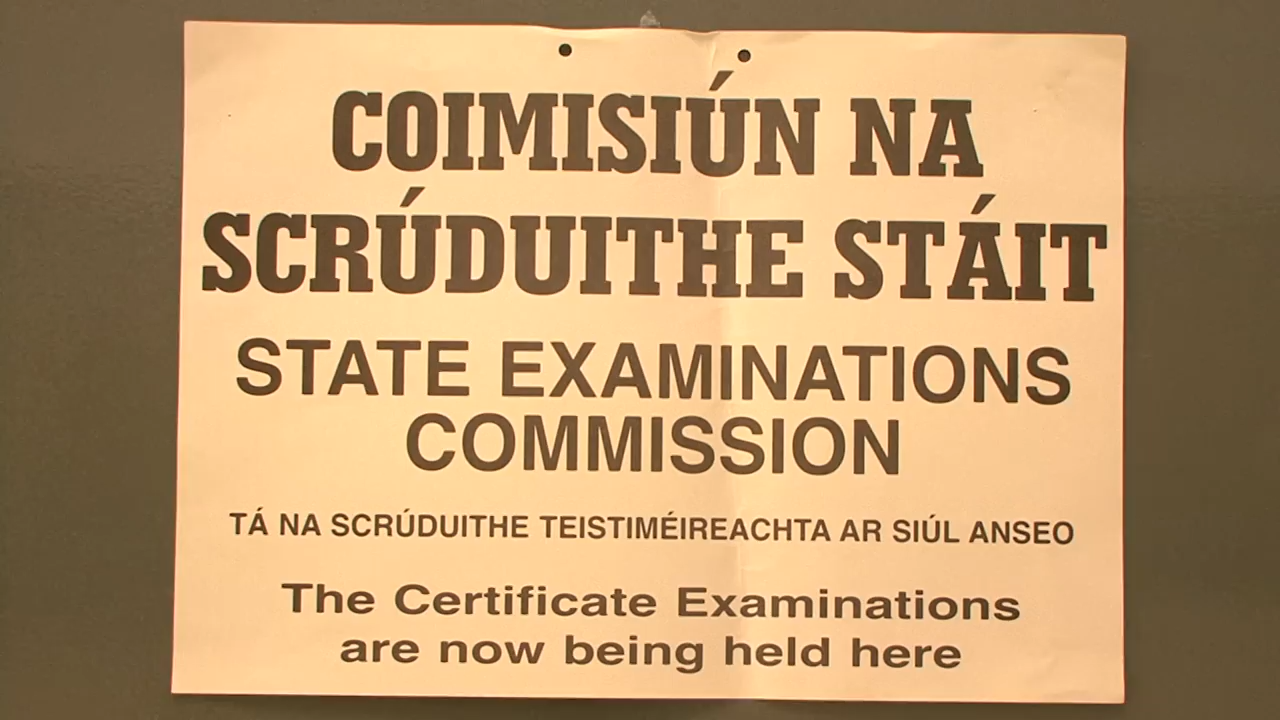 COIMISIÚN NA
SCRÚDUITHE STÁIT
STATE EXAMINATIONS
COMMISSION
TÁ NA SCRÚDUITHE TEISTIMÉIREACHTA AR SIÚL ANSEO
The Certificate Examinations
are now being held here